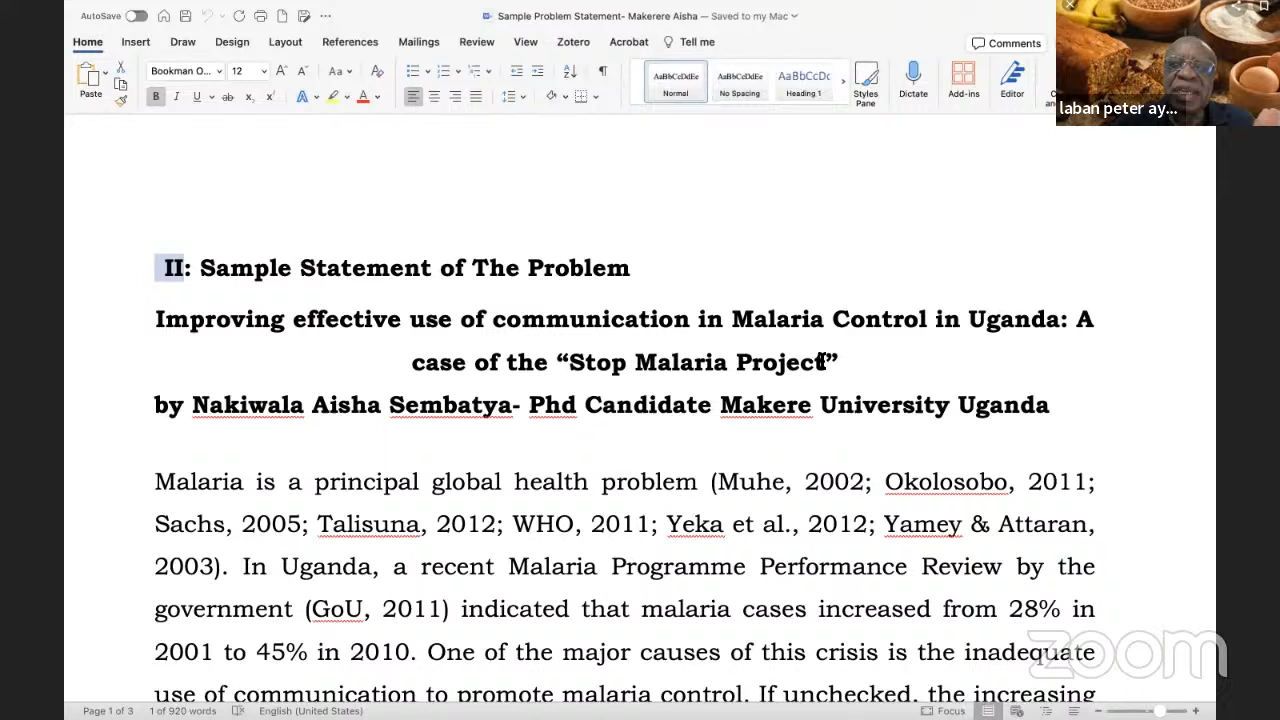 AutoSave
Sample Problem Statement- Makerere Aisha — Saved to my Mac
Home Insert Draw Design Layout References Mailings Review View Zotero Acrobat Tell me
Comments
Paste
Bookman O... 12
Aa
B I U ab x₂ x²
A A
AaBbCcDdEe
Normal
AaBbCcDdEe
No Spacing
AaBbCcDc
Heading 1
Styles Pane
Dictate
Add-ins
Editor
laban peter ay...
II: Sample Statement of The Problem
Improving effective use of communication in Malaria Control in Uganda: A
case of the “Stop Malaria Project”
by Nakiwala Aisha Sembatya- Phd Candidate Makere University Uganda
Malaria is a principal global health problem (Muhe, 2002; Okolosobo, 2011;
Sachs, 2005; Talisuna, 2012; WHO, 2011; Yeka et al., 2012; Yamey & Attaran,
2003). In Uganda, a recent Malaria Programme Performance Review by the
government (GoU, 2011) indicated that malaria cases increased from 28% in
2001 to 45% in 2010. One of the major causes of this crisis is the inadequate
use of communication to promote malaria control. If unchecked, the increasing
zoom
Page 1 of 3 1 of 920 words English (United States) Focus